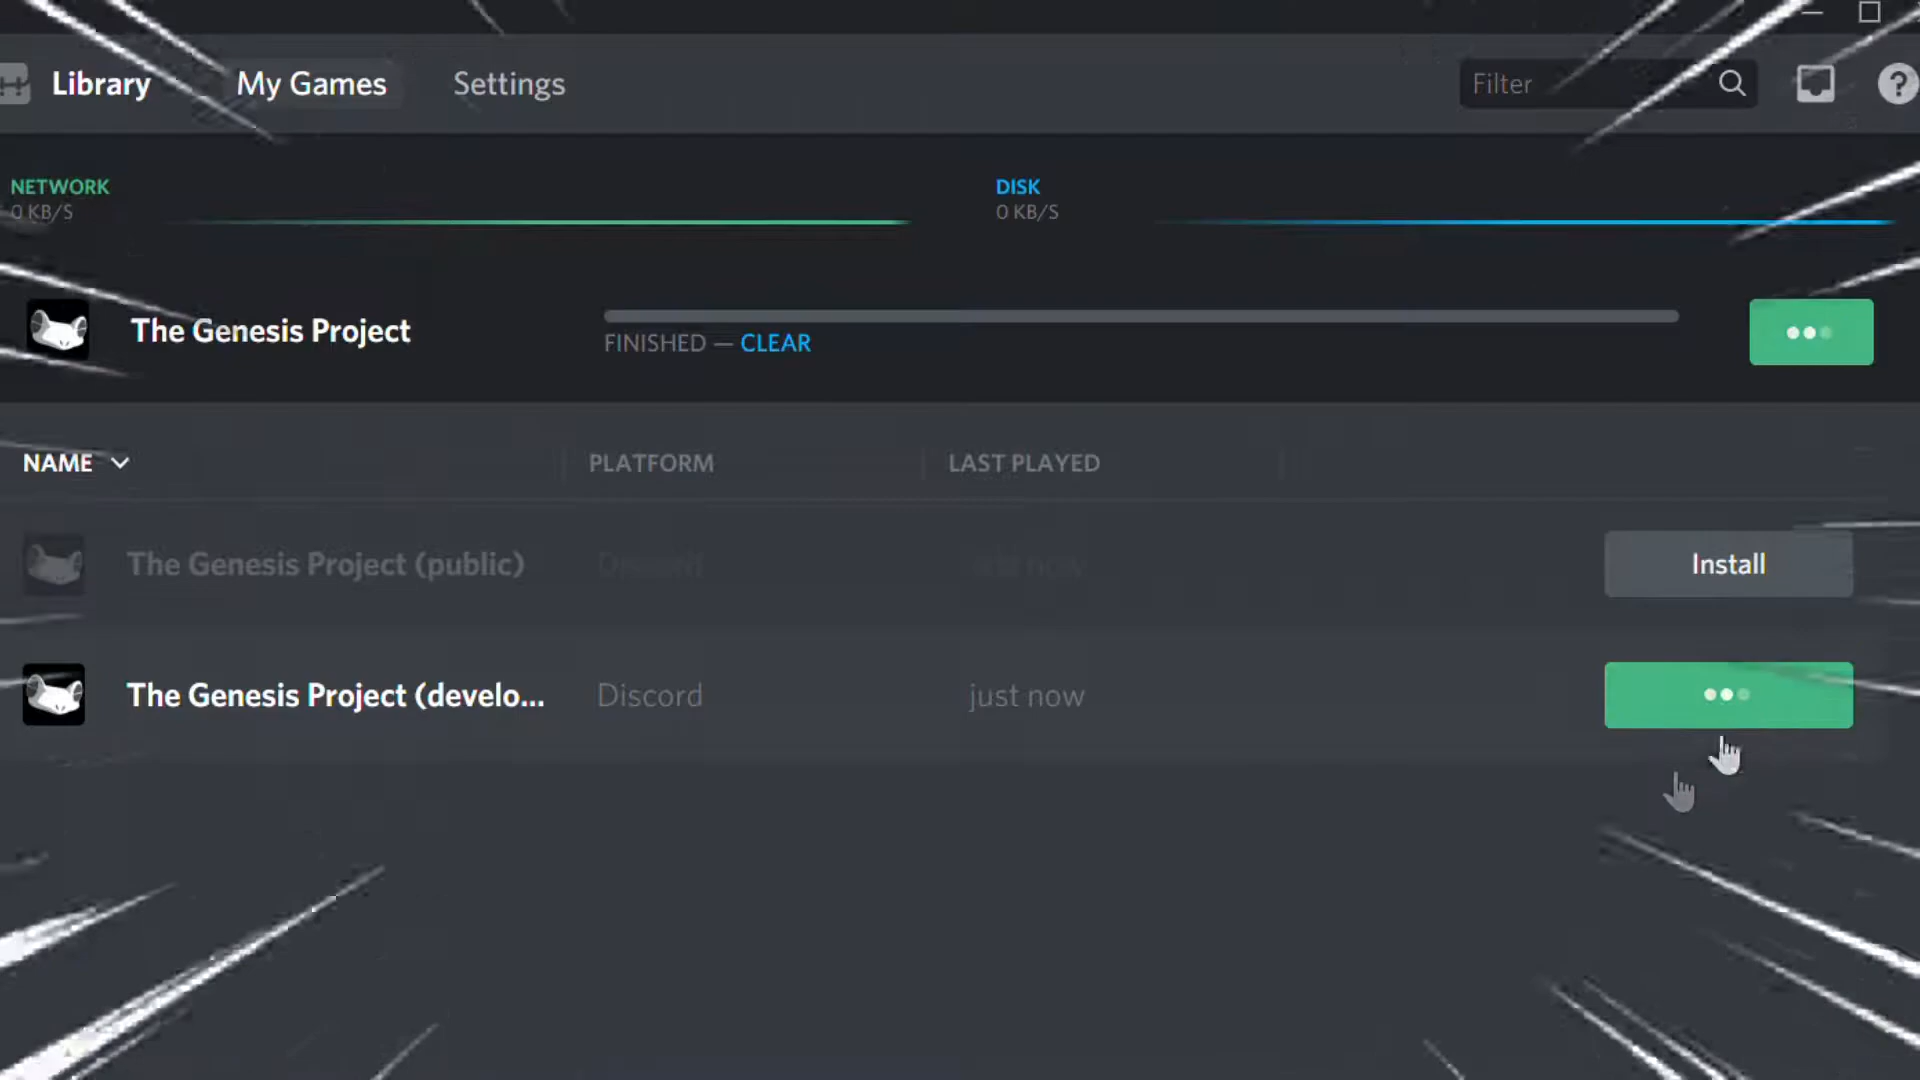 Library
My Games
Settings
Filter
NETWORK
0 KB/S
DISK
0 KB/S
The Genesis Project
FINISHED — CLEAR
NAME
PLATFORM
LAST PLAYED
The Genesis Project (public)
Discord
Install
The Genesis Project (develo...
Discord
just now